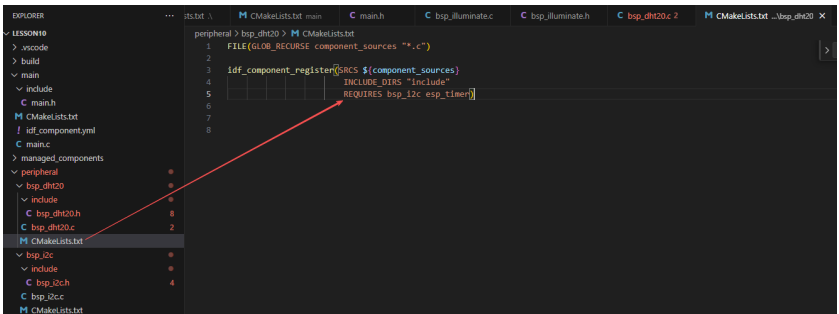 EXPLORER
LESSON10
.vscode
build
main
include
C main.h
M CMakeLists.txt
! idf_component.yml
C main.c
managed_components
peripheral
bsp_dht20
include
C bsp_dht20.h 8
C bsp_dht20.c 2
M CMakeLists.txt
bsp_i2c
include
C bsp_i2c.h 4
C bsp_i2c.c
M CMakeLists.txt
sts.txt .\ M CMakeLists.txt main C main.h C bsp_illuminate.c C bsp_illuminate.h C bsp_dht20.c 2 M CMakeLists.txt ...\bsp_dht20
peripheral > bsp_dht20 > M CMakeLists.txt
1 FILE(GLOB_RECURSE component_sources "*.c")
2
3 idf_component_register(SRCS ${component_sources}
4 INCLUDE_DIRS "include"
5 REQUIRES bsp_i2c esp_timer)
6
7
8